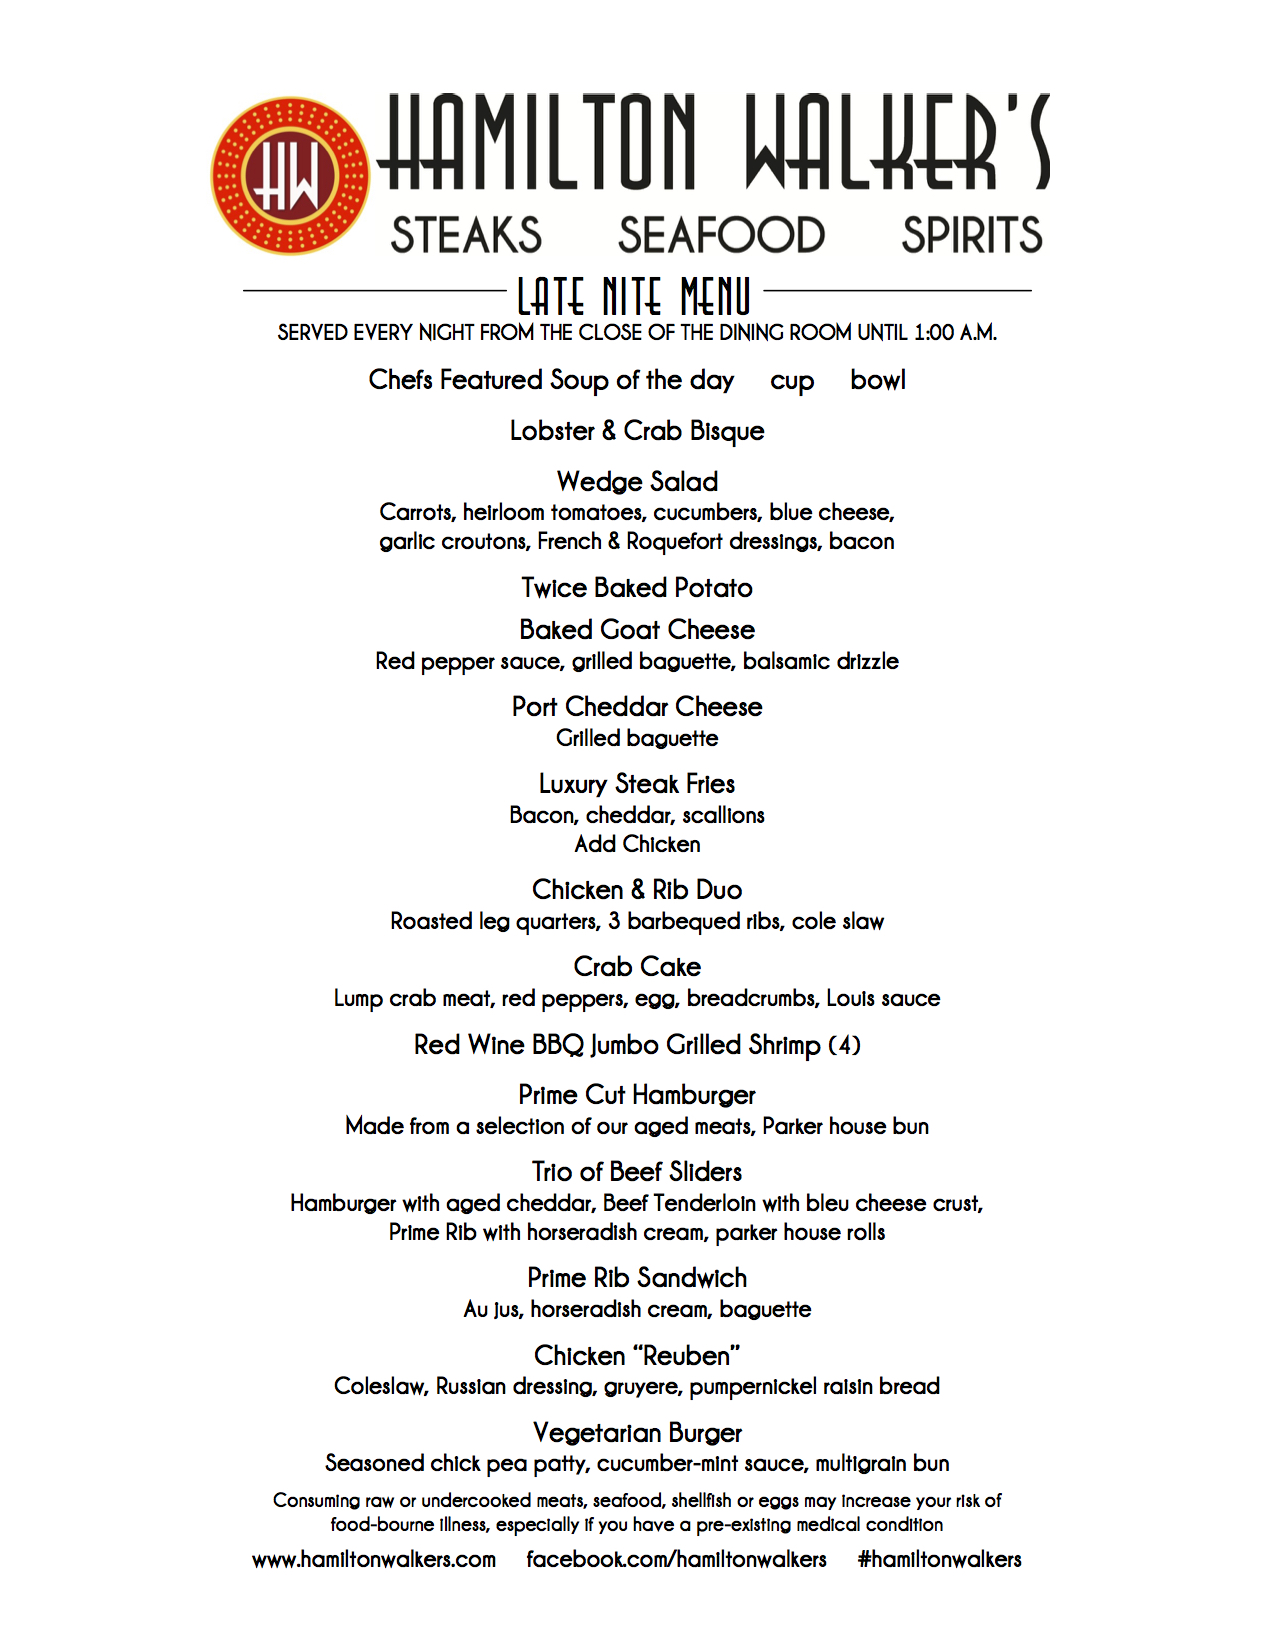 HW
HAMILTON WALKER'S
STEAKS SEAFOOD SPIRITS
LATE NITE MENU
SERVED EVERY NIGHT FROM THE CLOSE OF THE DINING ROOM UNTIL 1:00 A.M.
Chefs Featured Soup of the day cup bowl
Lobster & Crab Bisque
Wedge Salad
Carrots, heirloom tomatoes, cucumbers, blue cheese,
garlic croutons, French & Roquefort dressings, bacon
Twice Baked Potato
Baked Goat Cheese
Red pepper sauce, grilled baguette, balsamic drizzle
Port Cheddar Cheese
Grilled baguette
Luxury Steak Fries
Bacon, cheddar, scallions
Add Chicken
Chicken & Rib Duo
Roasted leg quarters, 3 barbequed ribs, cole slaw
Crab Cake
Lump crab meat, red peppers, egg, breadcrumbs, Louis sauce
Red Wine BBQ Jumbo Grilled Shrimp (4)
Prime Cut Hamburger
Made from a selection of our aged meats, Parker house bun
Trio of Beef Sliders
Hamburger with aged cheddar, Beef Tenderloin with bleu cheese crust,
Prime Rib with horseradish cream, parker house rolls
Prime Rib Sandwich
Au jus, horseradish cream, baguette
Chicken “Reuben”
Coleslaw, Russian dressing, gruyere, pumpernickel raisin bread
Vegetarian Burger
Seasoned chick pea patty, cucumber-mint sauce, multigrain bun
Consuming raw or undercooked meats, seafood, shellfish or eggs may increase your risk of
food-bourne illness, especially if you have a pre-existing medical condition
www.hamiltonwalkers.com facebook.com/hamiltonwalkers #hamiltonwalkers